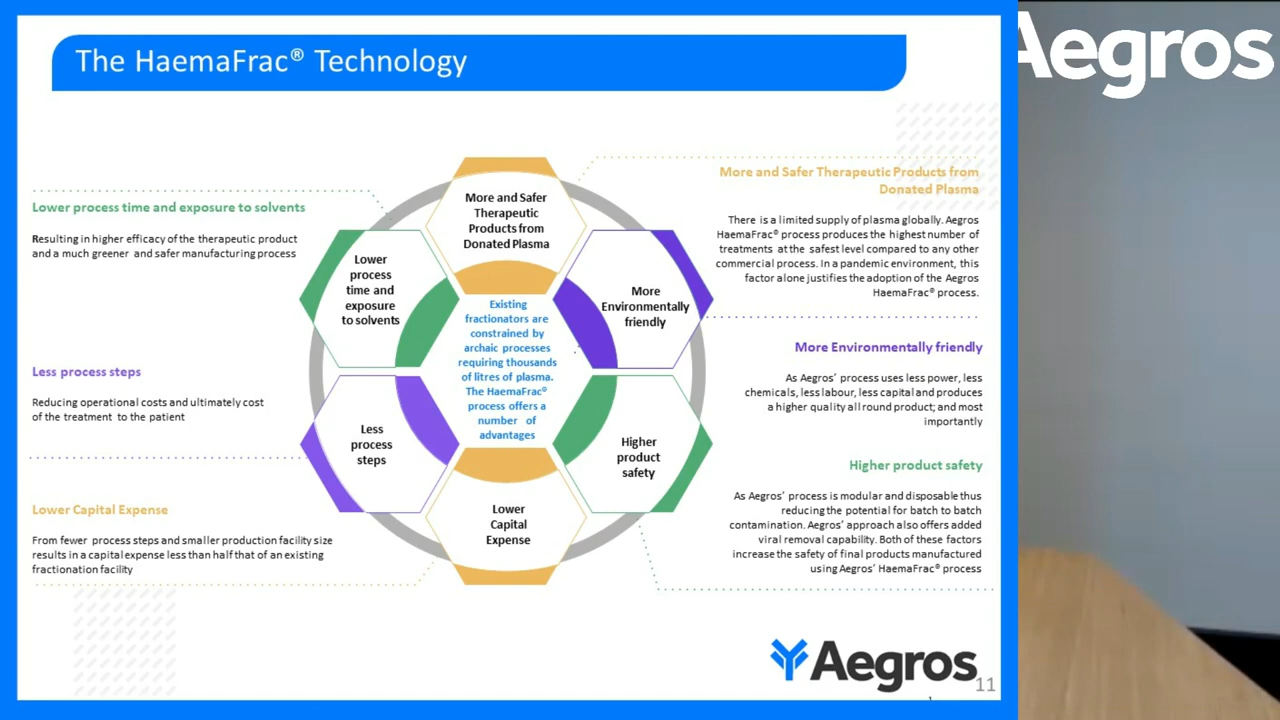 The HaemaFrac® Technology
Aegros
Lower process time and exposure to solvents
Resulting in higher efficacy of the therapeutic product
and a much greener and safer manufacturing process
Less process steps
Reducing operational costs and ultimately cost
of the treatment to the patient
Lower Capital Expense
From fewer process steps and smaller production facility size
results in a capital expense less than half that of an existing
fractionation facility
More and Safer
Therapeutic
Products from
Donated Plasma
Lower
process
time and
exposure
to solvents
More
Environmentally
friendly
Existing
fractionators are
constrained by
archaic processes
requiring thousands
of litres of plasma.
The HaemaFrac®
process offers a
number of
advantages
Less
process
steps
Higher
product
safety
Lower
Capital
Expense
More and Safer Therapeutic Products from
Donated Plasma
There is a limited supply of plasma globally. Aegros
HaemaFrac® process produces the highest number of
treatments at the safest level compared to any other
commercial process. In a pandemic environment, this
factor alone justifies the adoption of the Aegros
HaemaFrac® process.
More Environmentally friendly
As Aegros’ process uses less power, less
chemicals, less labour, less capital and produces
a higher quality all round product; and most
importantly
Higher product safety
As Aegros’ process is modular and disposable thus
reducing the potential for batch to batch
contamination. Aegros’ approach also offers added
viral removal capability. Both of these factors
increase the safety of final products manufactured
using Aegros’ HaemaFrac® process
Aegros
11